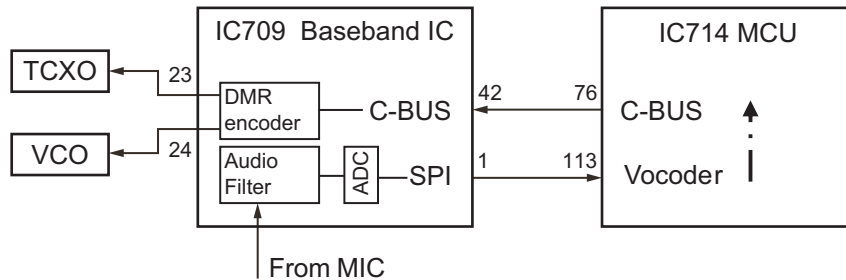 IC709 Baseband IC
IC714 MCU
TCXO
23
DMR
encoder
C-BUS
42
76
C-BUS
VCO
24
Audio
Filter
ADC
SPI
1
113
Vocoder
From MIC